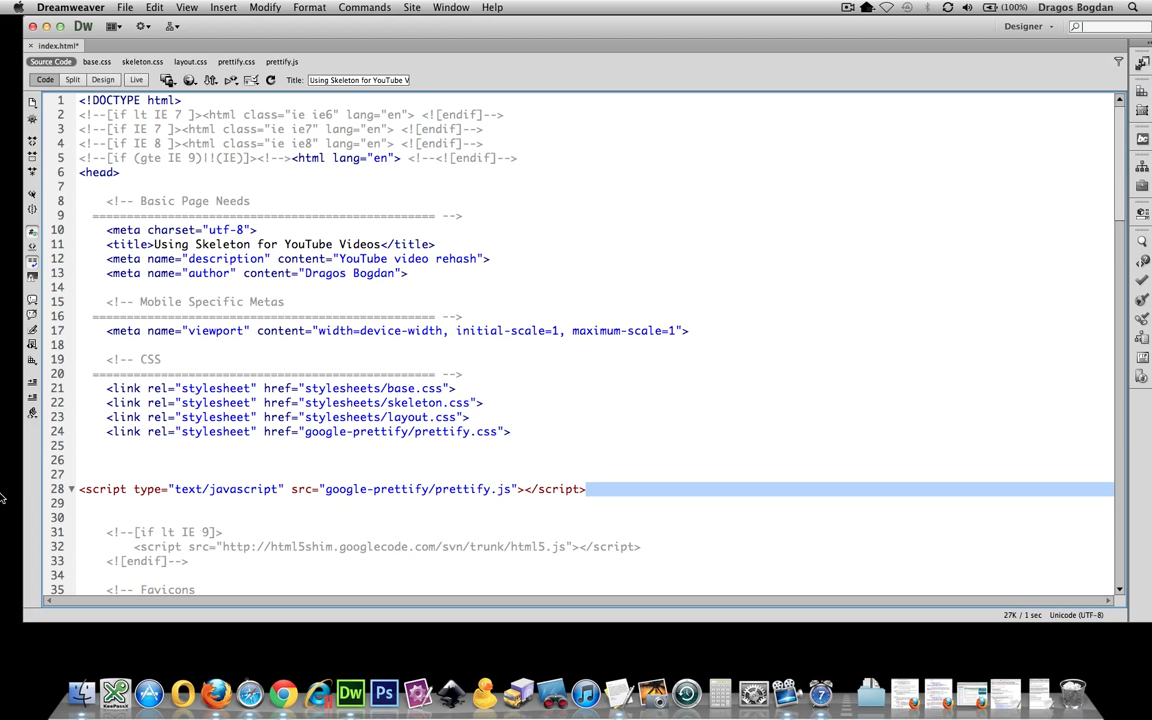 Dreamweaver File Edit View Insert Modify Format Commands Site Window Help (100%) Dragos Bogdan
Dw Designer
index.html*
Source Code base.css skeleton.css layout.css prettify.css prettify.js
Code Split Design Live Title: Using Skeleton for YouTube V
1 <!DOCTYPE html>
2 <!--[if lt IE 7 ]><html class="ie ie6" lang="en"> <![endif]-->
3 <!--[if IE 7 ]><html class="ie ie7" lang="en"> <![endif]-->
4 <!--[if IE 8 ]><html class="ie ie8" lang="en"> <![endif]-->
5 <!--[if (gte IE 9)|!(IE)]><!--><html lang="en"> <!--<![endif]-->
6 <head>
7
8 <!-- Basic Page Needs
9 ================================================== -->
10 <meta charset="utf-8">
11 <title>Using Skeleton for YouTube Videos</title>
12 <meta name="description" content="YouTube video rehash">
13 <meta name="author" content="Dragos Bogdan">
14
15 <!-- Mobile Specific Metas
16 ================================================== -->
17 <meta name="viewport" content="width=device-width, initial-scale=1, maximum-scale=1">
18
19 <!-- CSS
20 ================================================== -->
21 <link rel="stylesheet" href="stylesheets/base.css">
22 <link rel="stylesheet" href="stylesheets/skeleton.css">
23 <link rel="stylesheet" href="stylesheets/layout.css">
24 <link rel="stylesheet" href="google-prettify/prettify.css">
25
26
27
28 <script type="text/javascript" src="google-prettify/prettify.js"></script>
29
30
31 <!--[if lt IE 9]>
32 <script src="http://html5shim.googlecode.com/svn/trunk/html5.js"></script>
33 <![endif]-->
34
35 <!-- Favicons
27K / 1 sec Unicode (UTF-8)
Dw Ps 7